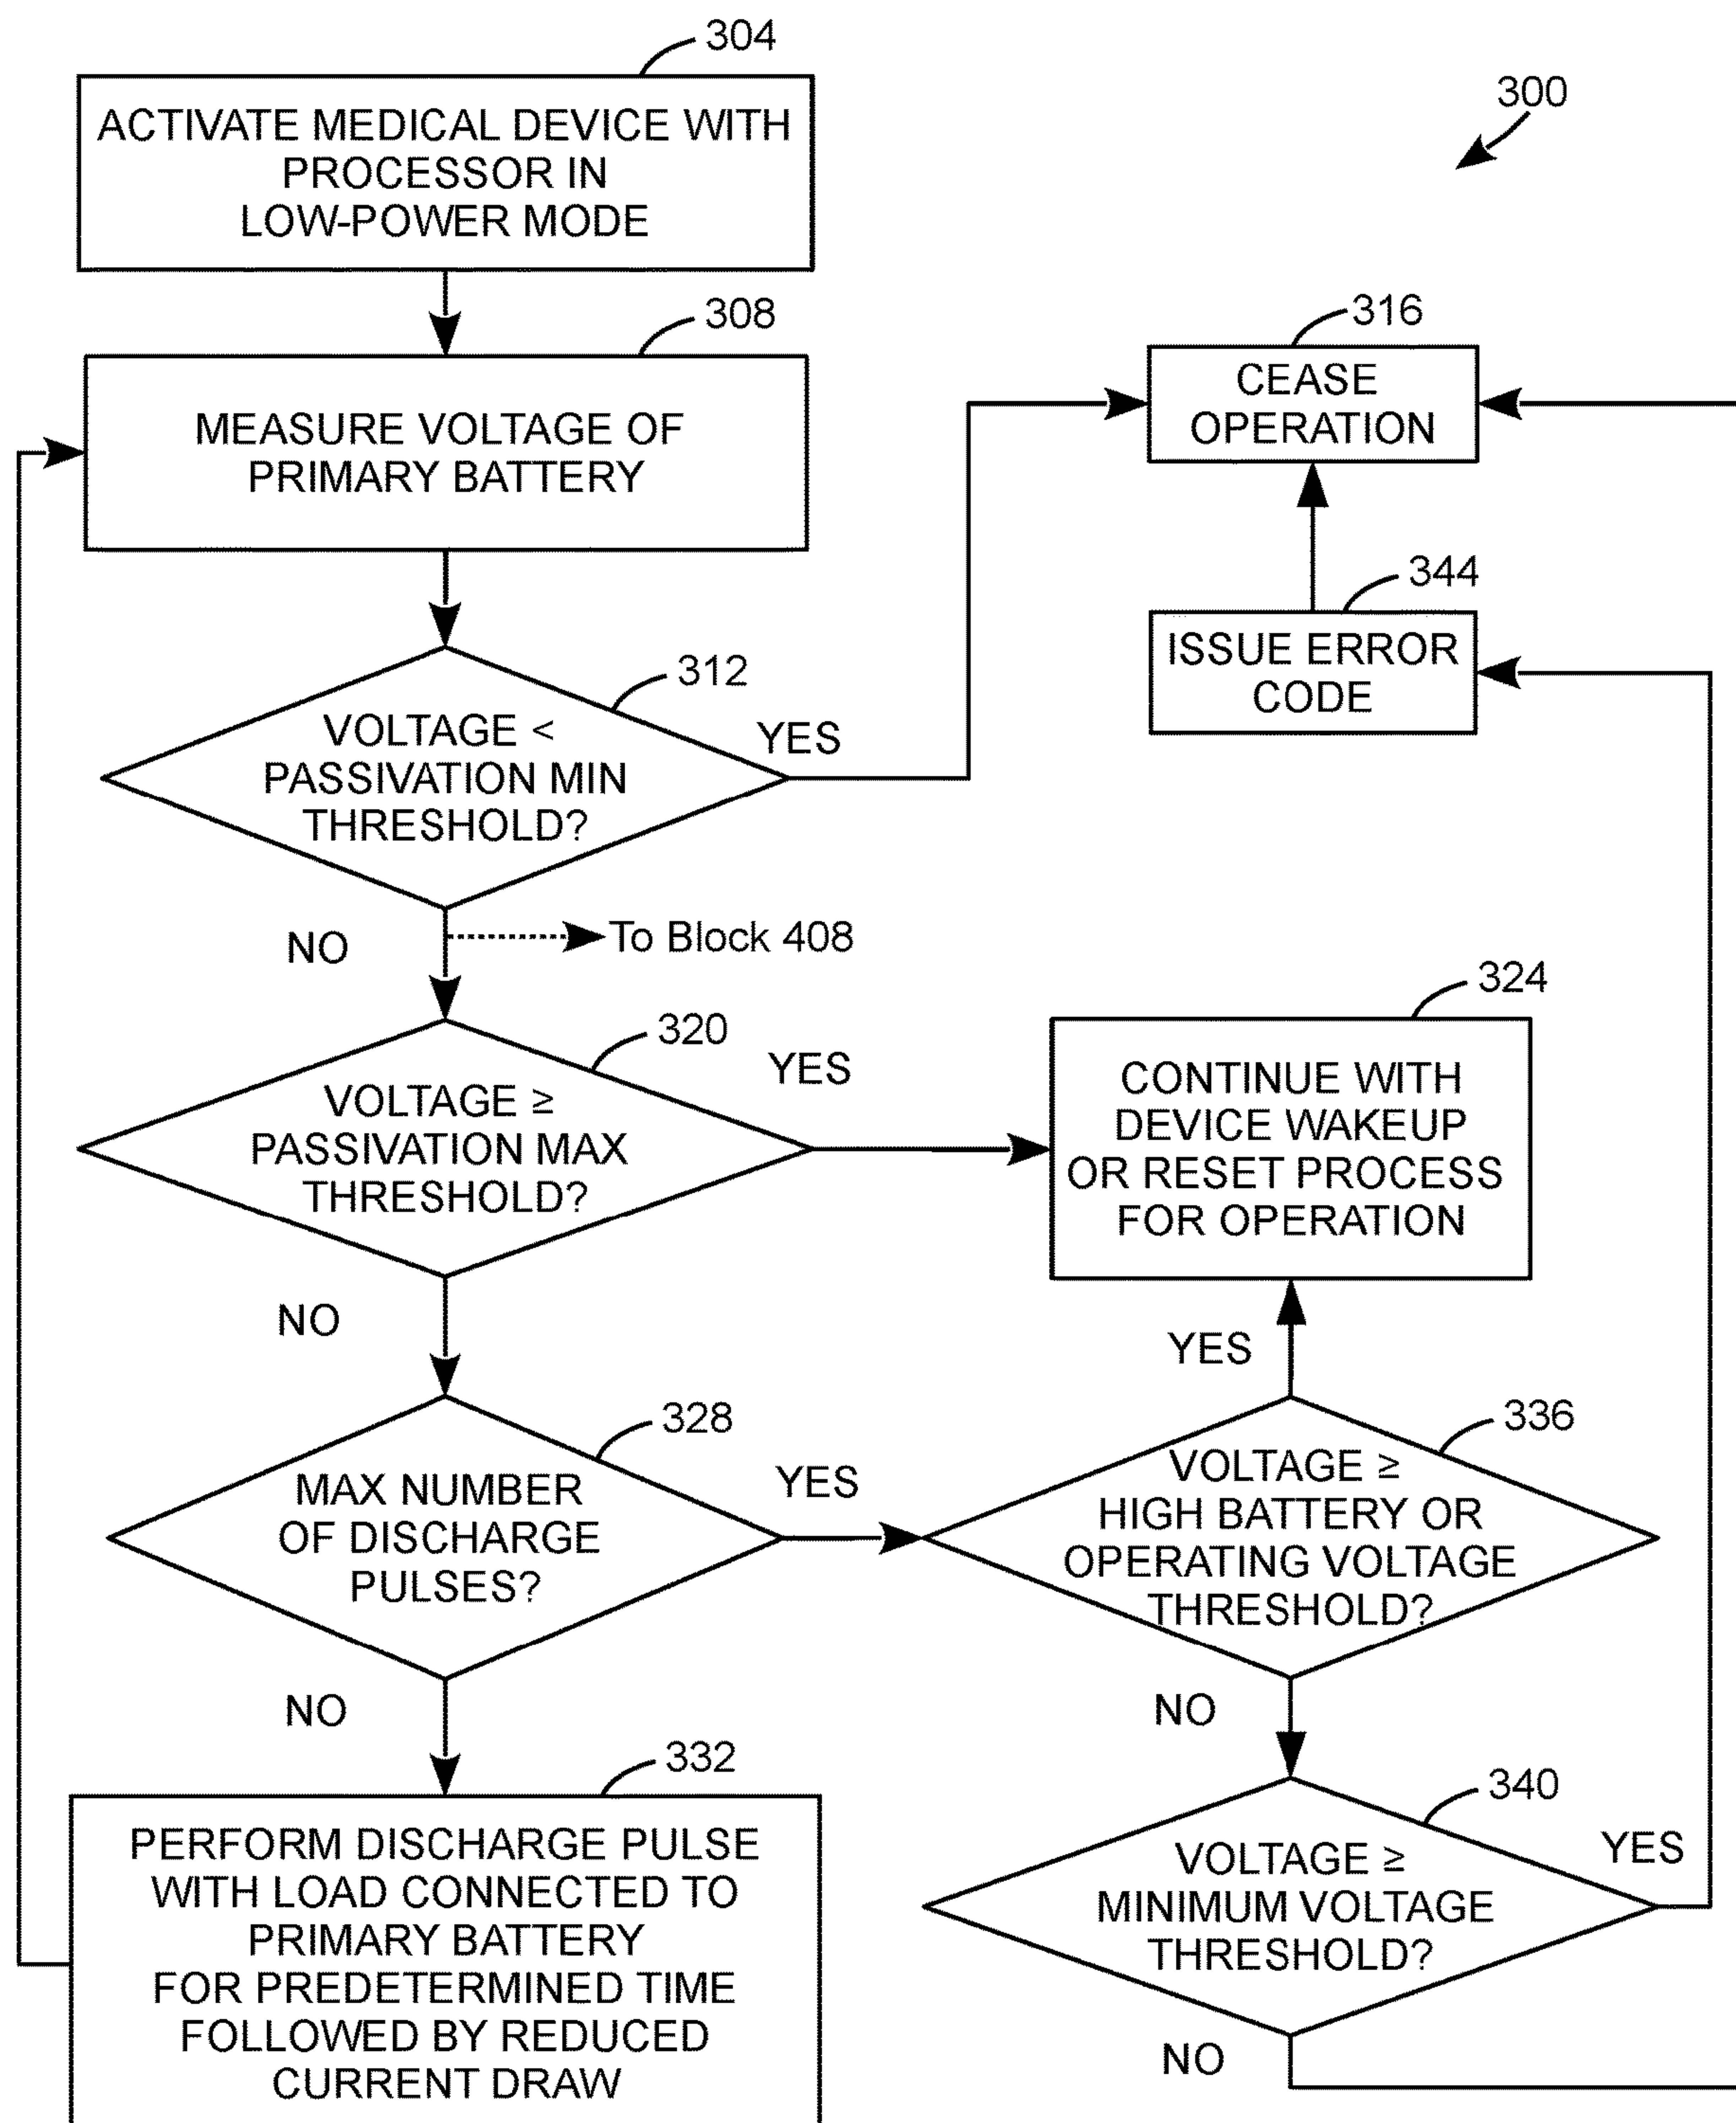 304
ACTIVATE MEDICAL DEVICE WITH
PROCESSOR IN
LOW-POWER MODE
300
308
MEASURE VOLTAGE OF
PRIMARY BATTERY
316
CEASE
OPERATION
344
ISSUE ERROR
CODE
312
VOLTAGE <
PASSIVATION MIN
THRESHOLD?
YES
NO
To Block 408
320
VOLTAGE ≥
PASSIVATION MAX
THRESHOLD?
YES
NO
324
CONTINUE WITH
DEVICE WAKEUP
OR RESET PROCESS
FOR OPERATION
YES
328
MAX NUMBER
OF DISCHARGE
PULSES?
YES
NO
336
VOLTAGE ≥
HIGH BATTERY OR
OPERATING VOLTAGE
THRESHOLD?
NO
332
PERFORM DISCHARGE PULSE
WITH LOAD CONNECTED TO
PRIMARY BATTERY
FOR PREDETERMINED TIME
FOLLOWED BY REDUCED
CURRENT DRAW
340
VOLTAGE ≥
MINIMUM VOLTAGE
THRESHOLD?
YES
NO